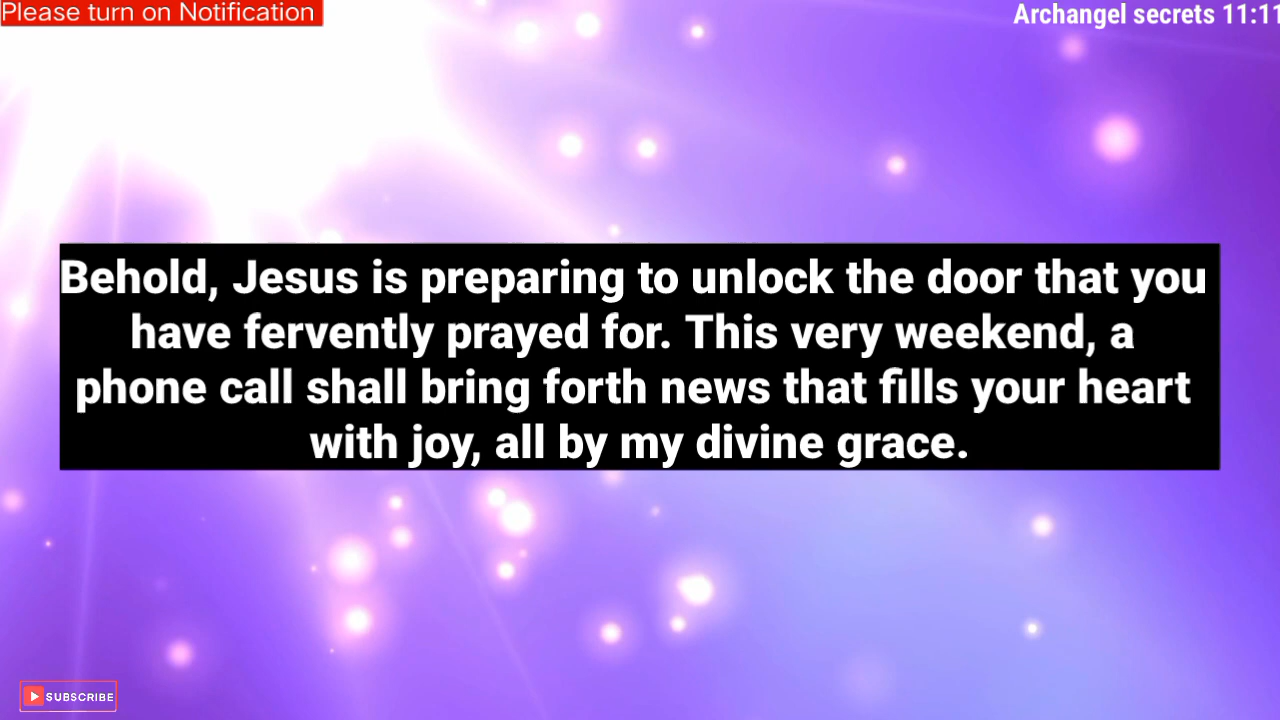 Please turn on Notification
Archangel secrets 11:11
Behold, Jesus is preparing to unlock the door that you
have fervently prayed for. This very weekend, a
phone call shall bring forth news that fills your heart
with joy, all by my divine grace.
SUBSCRIBE